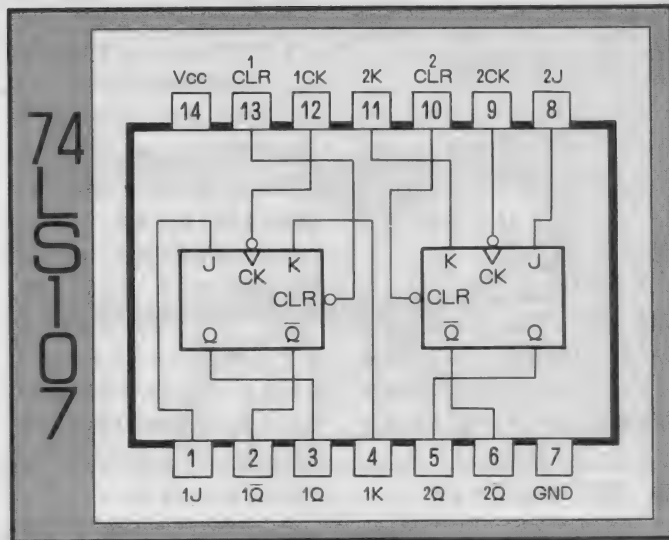 74LS107
1 2
Vcc CLR 1CK 2K CLR 2CK 2J
14 13 12 11 10 9 8
J K K J
CK CK
CLR CLR
Q Q̅ Q̅ Q
1 2 3 4 5 6 7
1J 1Q̅ 1Q 1K 2Q 2Q̅ GND